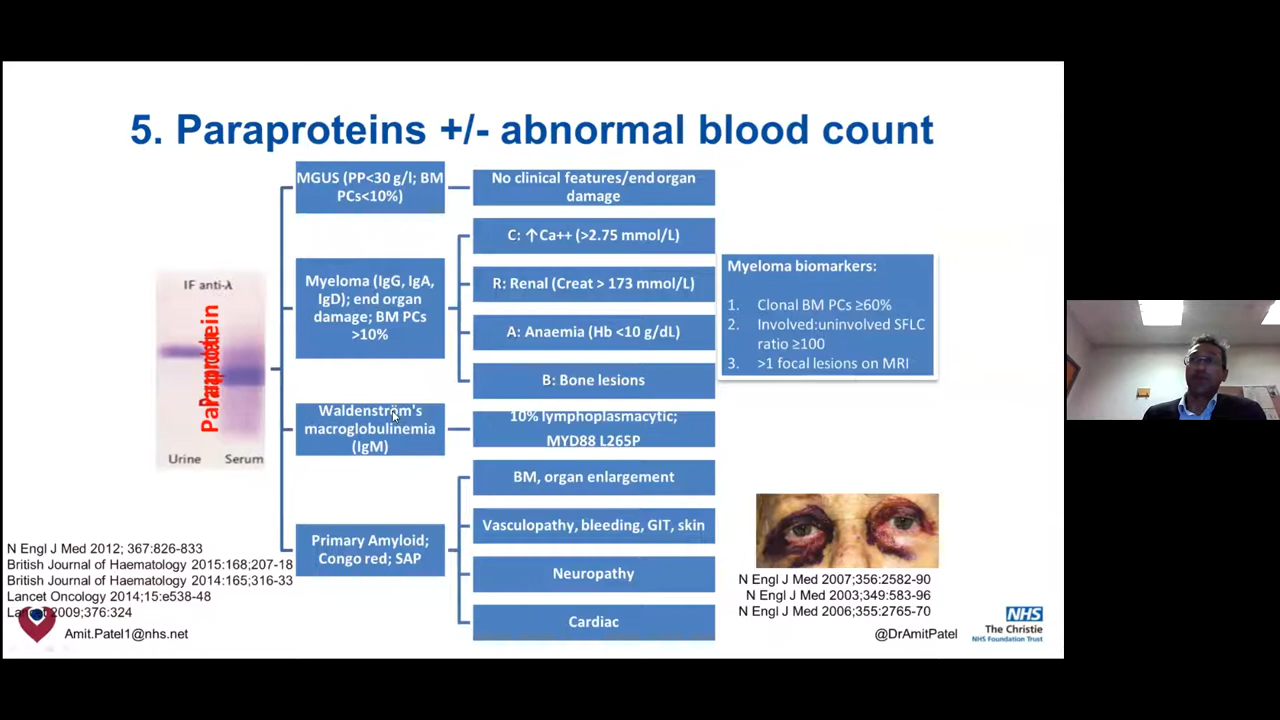 5. Paraproteins +/- abnormal blood count
IF anti-λ
Paraprotein
Urine Serum
MGUS (PP<30 g/l; BM
PCs<10%)
No clinical features/end organ
damage
Myeloma (IgG, IgA,
IgD); end organ
damage; BM PCs
>10%
C: ↑Ca++ (>2.75 mmol/L)
R: Renal (Creat > 173 mmol/L)
A: Anaemia (Hb <10 g/dL)
B: Bone lesions
Myeloma biomarkers:
1. Clonal BM PCs ≥60%
2. Involved:uninvolved SFLC
ratio ≥100
3. >1 focal lesions on MRI
Waldenström's
macroglobulinemia
(IgM)
10% lymphoplasmacytic;
MYD88 L265P
Primary Amyloid;
Congo red; SAP
BM, organ enlargement
Vasculopathy, bleeding, GIT, skin
Neuropathy
Cardiac
N Engl J Med 2012; 367:826-833
British Journal of Haematology 2015:168;207-18
British Journal of Haematology 2014:165;316-33
Lancet Oncology 2014;15:e538-48
Lancet 2009;376:324
Amit.Patel1@nhs.net
N Engl J Med 2007;356:2582-90
N Engl J Med 2003;349:583-96
N Engl J Med 2006;355:2765-70
@DrAmitPatel
NHS
The Christie
NHS Foundation Trust